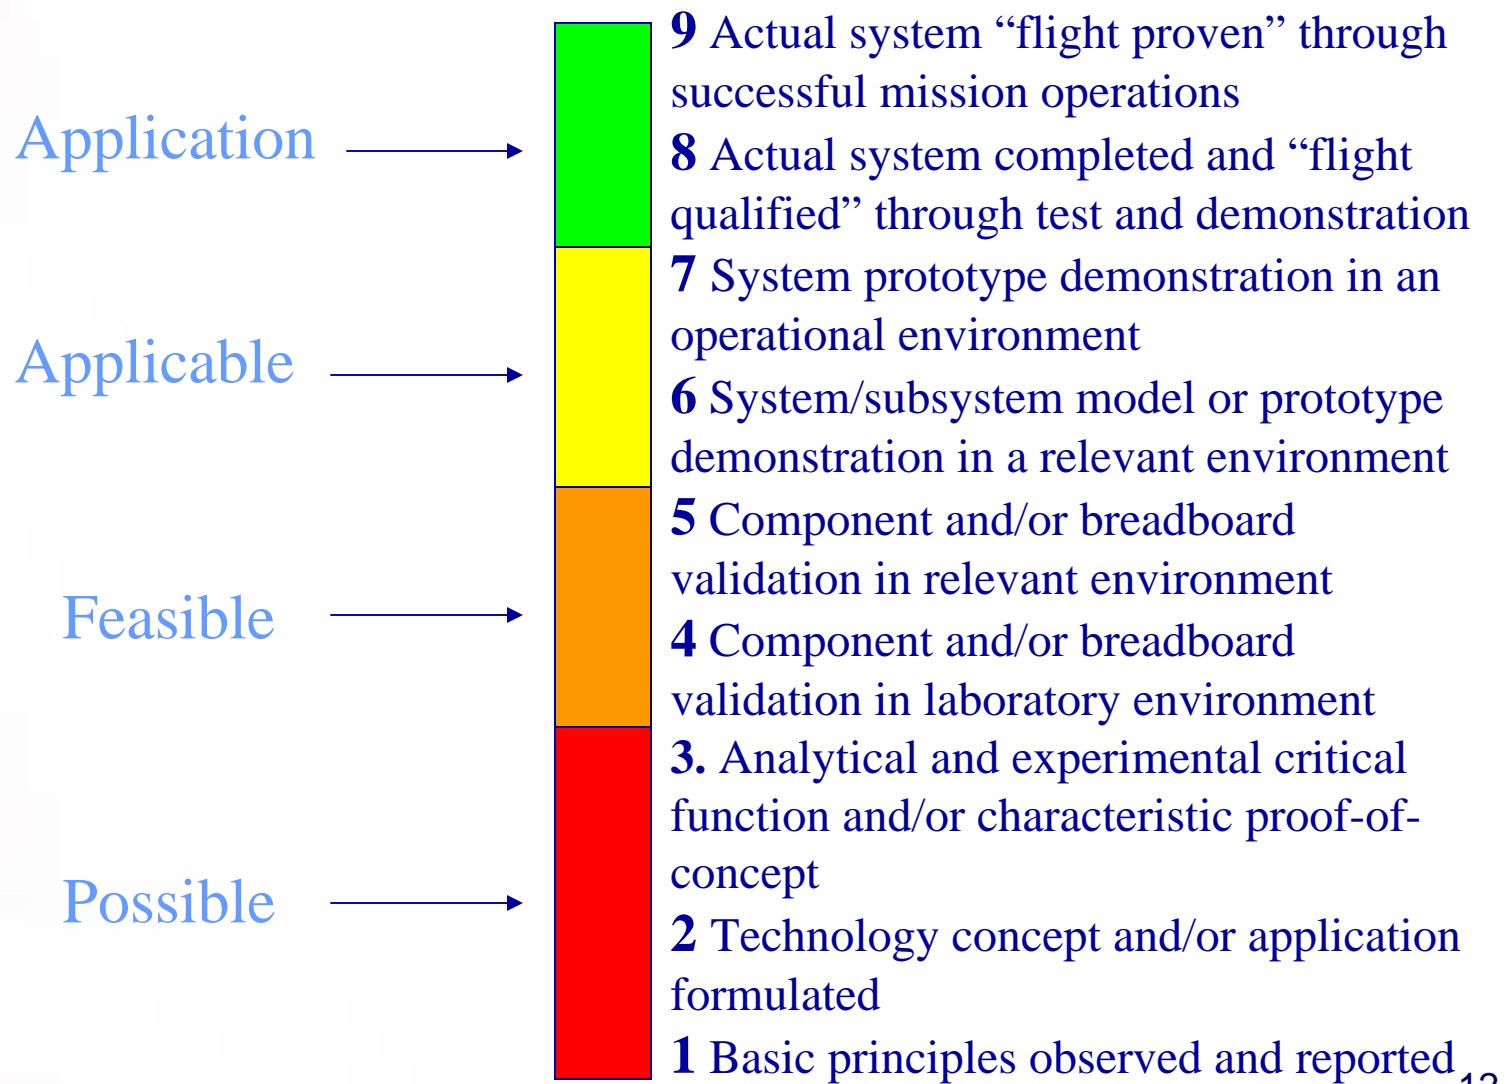 Application
Applicable
Feasible
Possible
9 Actual system “flight proven” through
successful mission operations
8 Actual system completed and “flight
qualified” through test and demonstration
7 System prototype demonstration in an
operational environment
6 System/subsystem model or prototype
demonstration in a relevant environment
5 Component and/or breadboard
validation in relevant environment
4 Component and/or breadboard
validation in laboratory environment
3. Analytical and experimental critical
function and/or characteristic proof-of-
concept
2 Technology concept and/or application
formulated
1 Basic principles observed and reported